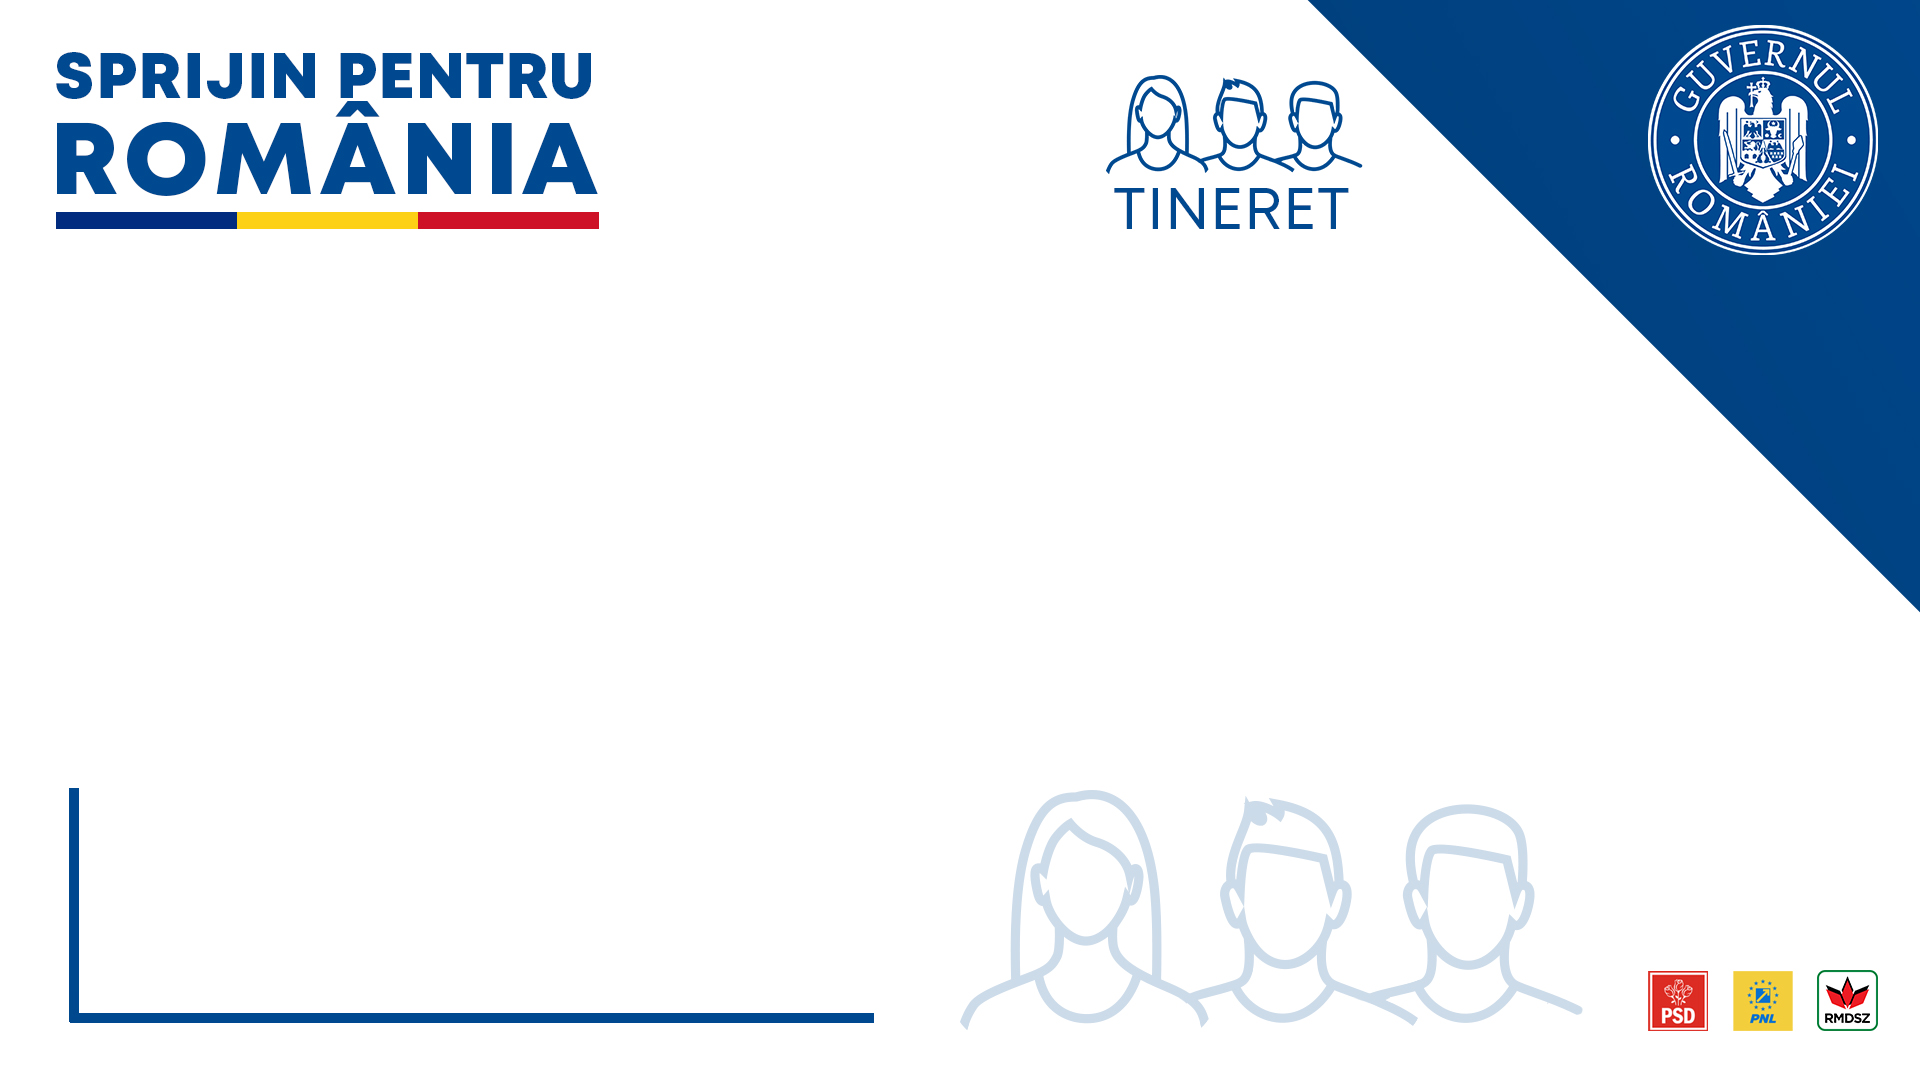 SPRIJIN PENTRU
ROMÂNIA
TINERET
GUVERNUL
ROMÂNIEI
PSD
PNL
RMDSZ